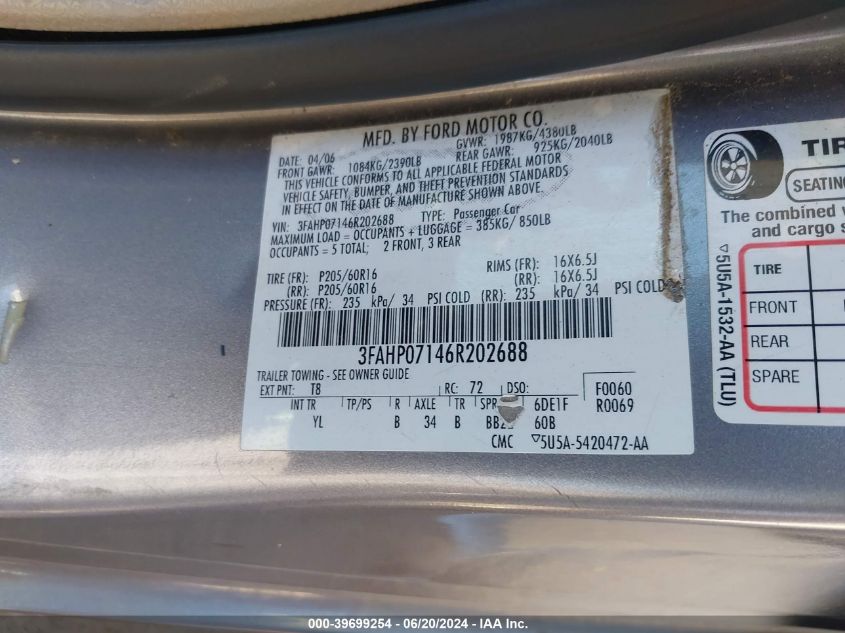 MFD. BY FORD MOTOR CO.
DATE: 04/06 GVWR: 1987KG/4380LB
FRONT GAWR: 1084KG/2390LB REAR GAWR: 925KG/2040LB
THIS VEHICLE CONFORMS TO ALL APPLICABLE FEDERAL MOTOR
VEHICLE SAFETY, BUMPER, AND THEFT PREVENTION STANDARDS
IN EFFECT ON THE DATE OF MANUFACTURE SHOWN ABOVE.
VIN: 3FAHP07146R202688 TYPE: Passenger Car
MAXIMUM LOAD = OCCUPANTS + LUGGAGE = 385KG/ 850LB
OCCUPANTS = 5 TOTAL; 2 FRONT, 3 REAR
TIRE (FR): P205/60R16 RIMS (FR): 16X6.5J
(RR): P205/60R16 (RR): 16X6.5J
PRESSURE (FR): 235 kPa/ 34 PSI COLD (RR): 235 kPa/ 34 PSI COLD
3FAHP07146R202688
TRAILER TOWING - SEE OWNER GUIDE
EXT PNT: T8 RC: 72 DSO: F0060
INT TR TP/PS R AXLE TR SPR 6DE1F R0069
YL B 34 B 60B
CMC ▽5U5A-5420472-AA
▽5U5A-1532-AA (TLU)
TIR
SEATING
The combined
and cargo s
TIRE
FRONT
REAR
SPARE
000-39699254 - 06/20/2024 - IAA Inc.